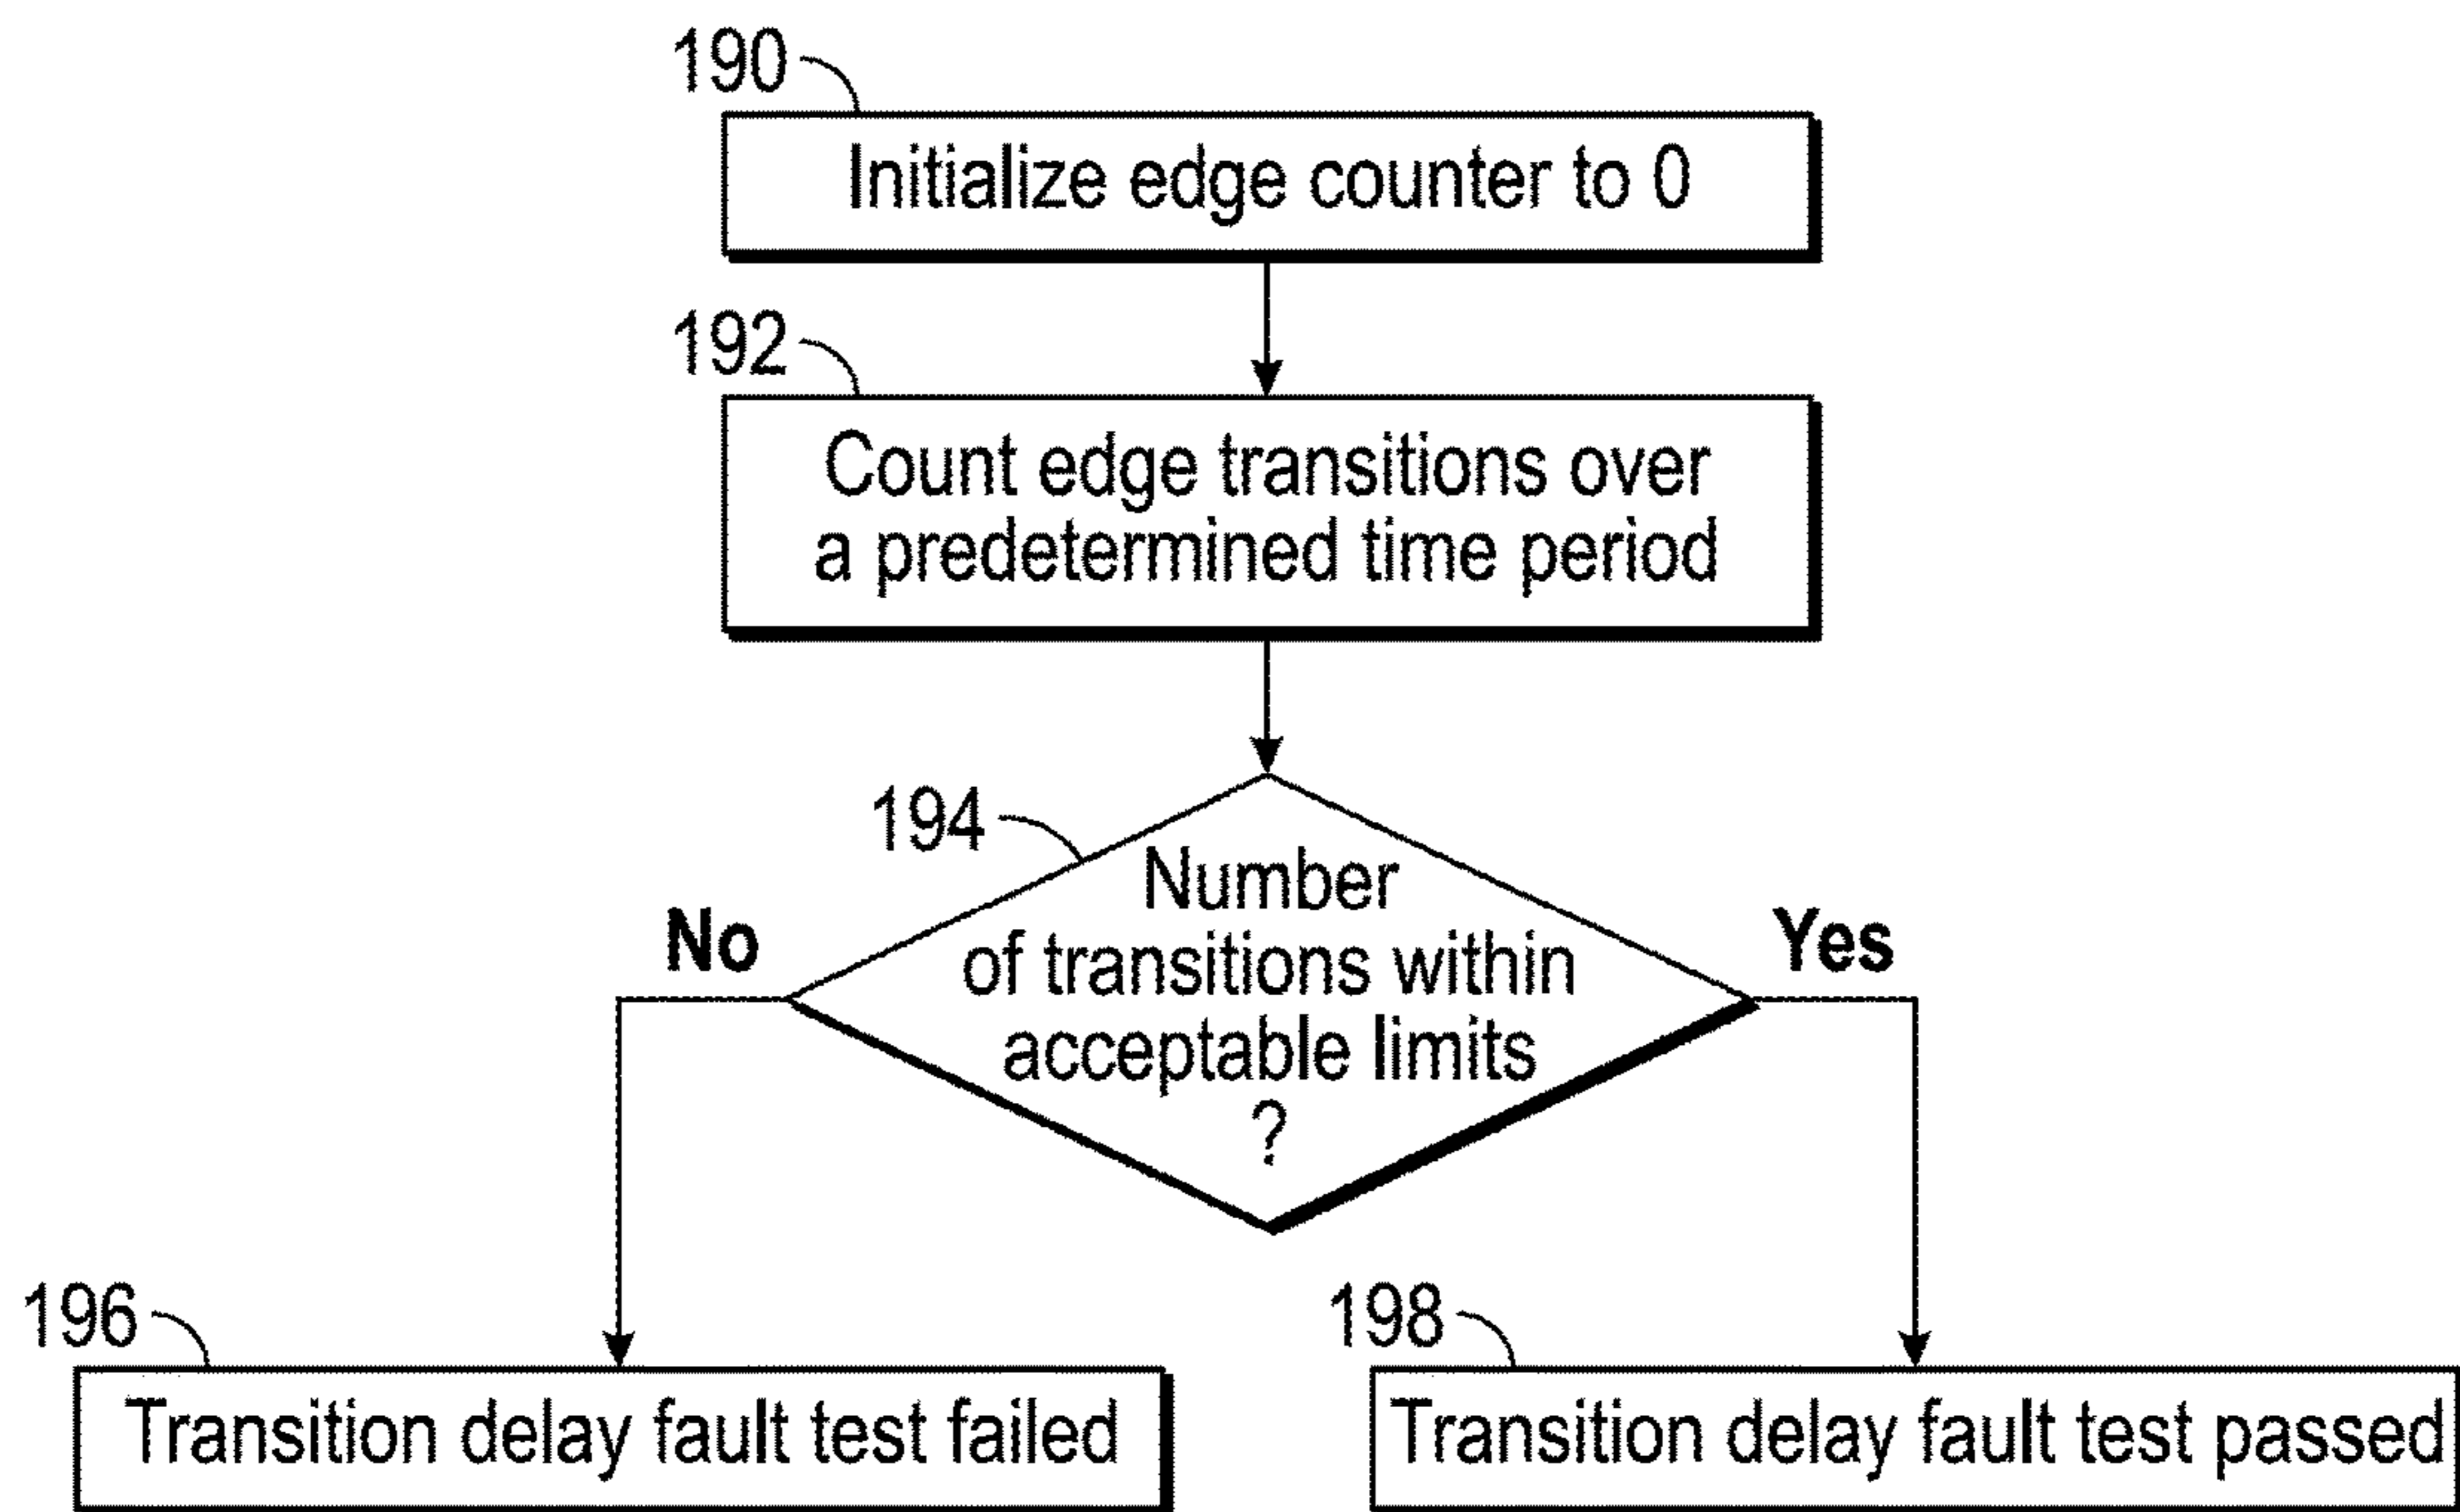 190
Initialize edge counter to 0
192
Count edge transitions over
a predetermined time period
194
Number
of transitions within
acceptable limits
?
No
Yes
196
Transition delay fault test failed
198
Transition delay fault test passed